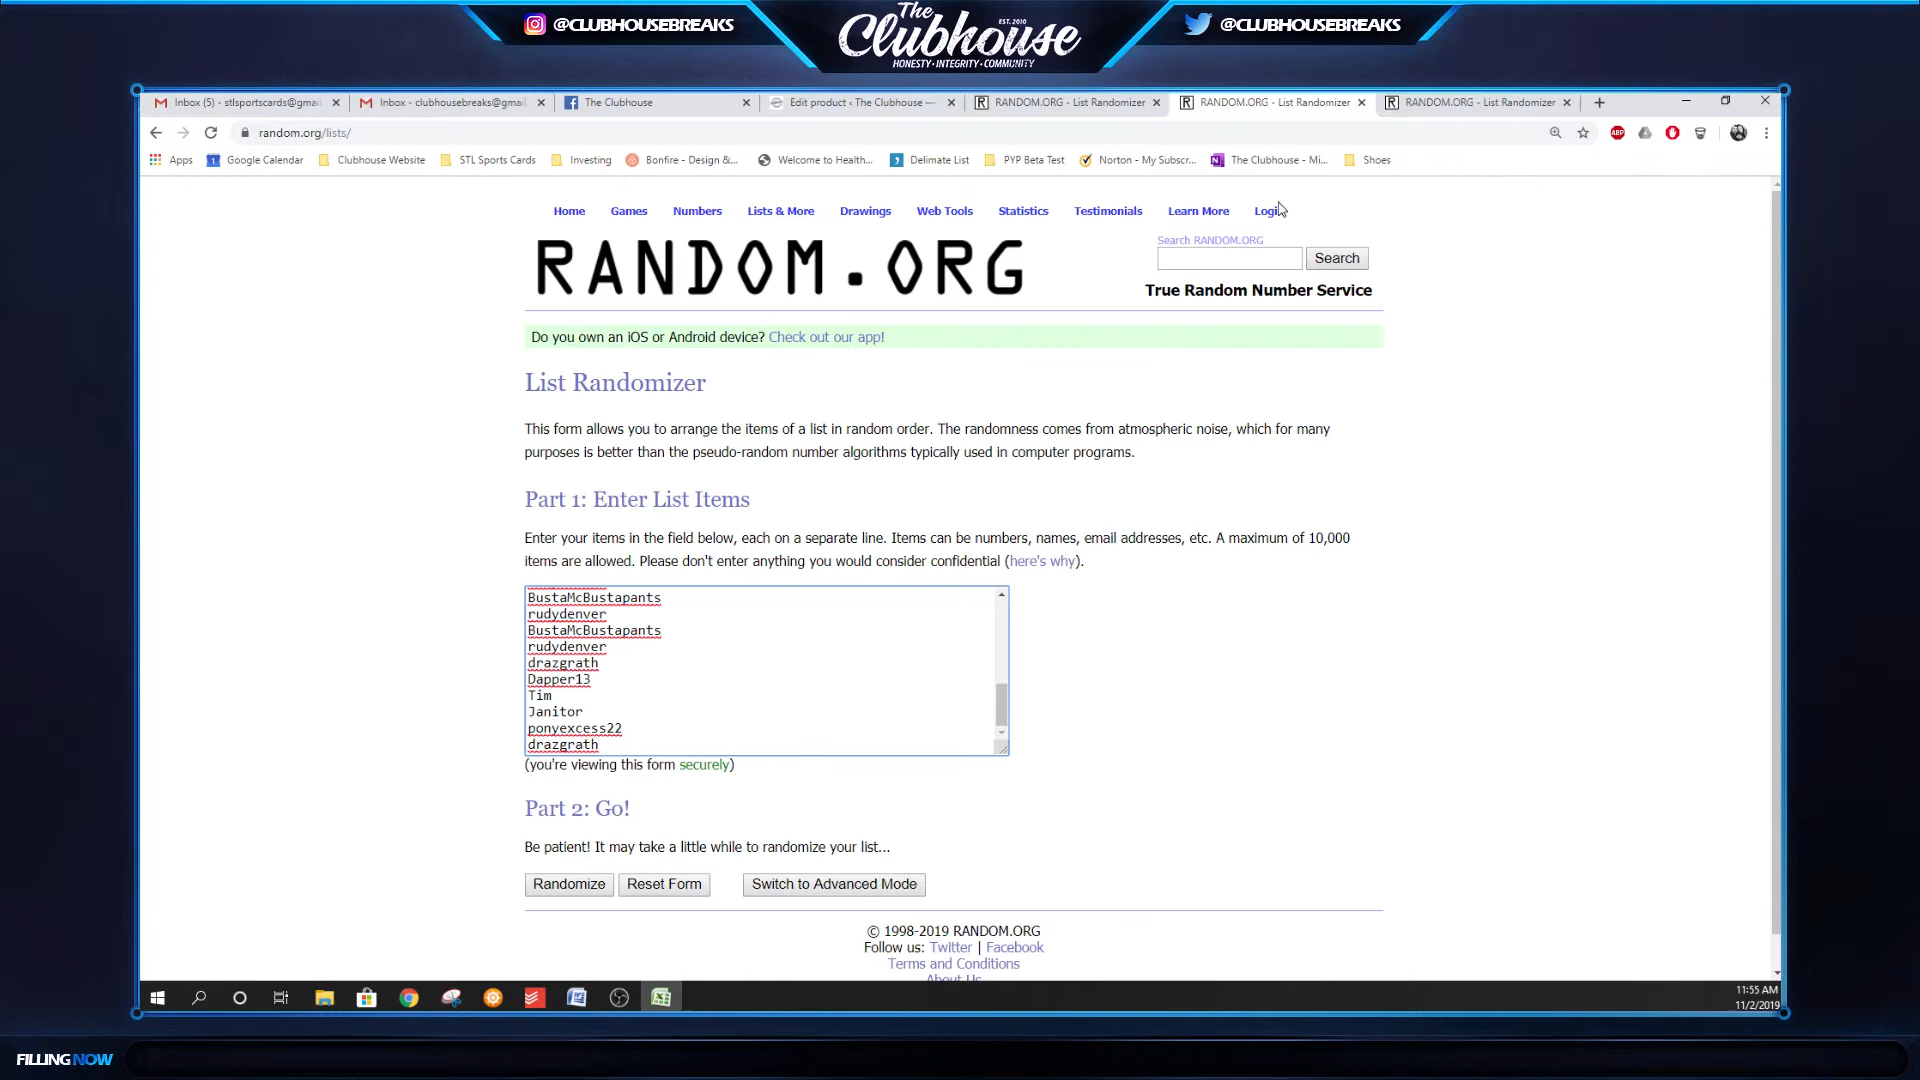 @CLUBHOUSEBREAKS
The
EST. 2010
Clubhouse
HONESTY • INTEGRITY • COMMUNITY
@CLUBHOUSEBREAKS
Inbox (5) - stlsportscards@gmai
Inbox - clubhousebreaks@gmail.
The Clubhouse
Edit product ‹ The Clubhouse —
RANDOM.ORG - List Randomizer
RANDOM.ORG - List Randomizer
RANDOM.ORG - List Randomizer
random.org/lists/
ABP
Apps
Google Calendar
Clubhouse Website
STL Sports Cards
Investing
Bonfire - Design &...
Welcome to Health...
Delimate List
PYP Beta Test
Norton - My Subscr...
The Clubhouse - Mi...
Shoes
Home Games Numbers Lists & More Drawings Web Tools Statistics Testimonials Learn More Login
RANDOM.ORG
Search RANDOM.ORG
Search
True Random Number Service
Do you own an iOS or Android device? Check out our app!
List Randomizer
This form allows you to arrange the items of a list in random order. The randomness comes from atmospheric noise, which for many
purposes is better than the pseudo-random number algorithms typically used in computer programs.
Part 1: Enter List Items
Enter your items in the field below, each on a separate line. Items can be numbers, names, email addresses, etc. A maximum of 10,000
items are allowed. Please don't enter anything you would consider confidential (here's why).
BustaMcBustapants
rudydenver
BustaMcBustapants
rudydenver
drazgrath
Dapper13
Tim
Janitor
ponyexcess22
drazgrath
(you're viewing this form securely)
Part 2: Go!
Be patient! It may take a little while to randomize your list...
Randomize
Reset Form
Switch to Advanced Mode
© 1998-2019 RANDOM.ORG
Follow us: Twitter | Facebook
Terms and Conditions
About Us
11:55 AM
11/2/2019
FILLING NOW